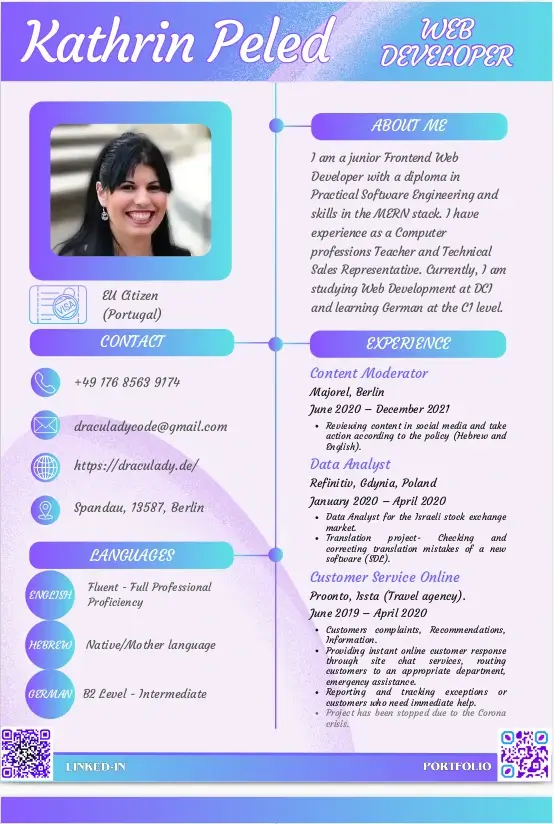 Kathrin Peled
WEB
DEVELOPER
EU Citizen
(Portugal)
VISA
CONTACT
+49 176 8563 9174
draculadycode@gmail.com
https://draculady.de/
Spandau, 13587, Berlin
LANGUAGES
ENGLISH
Fluent - Full Professional
Proficiency
HEBREW
Native/Mother language
GERMAN
B2 Level - Intermediate
ABOUT ME
I am a junior Frontend Web
Developer with a diploma in
Practical Software Engineering and
skills in the MERN stack. I have
experience as a Computer
professions Teacher and Technical
Sales Representative. Currently, I am
studying Web Development at DCI
and learning German at the C1 level.
EXPERIENCE
Content Moderator
Majorel, Berlin
June 2020 – December 2021
• Reviewing content in social media and take
action according to the policy (Hebrew and
English).
Data Analyst
Refinitiv, Gdynia, Poland
January 2020 – April 2020
• Data Analyst for the Israeli stock exchange
market.
• Translation project- Checking and
correcting translation mistakes of a new
software (SDL).
Customer Service Online
Proonto, Issta (Travel agency).
June 2019 – April 2020
• Customers complaints, Recommendations,
Information.
• Providing instant online customer response
through site chat services, routing
customers to an appropriate department,
emergency assistance.
• Reporting and tracking exceptions or
customers who need immediate help.
• Project has been stopped due to the Corona
crisis.
LINKED-IN
PORTFOLIO